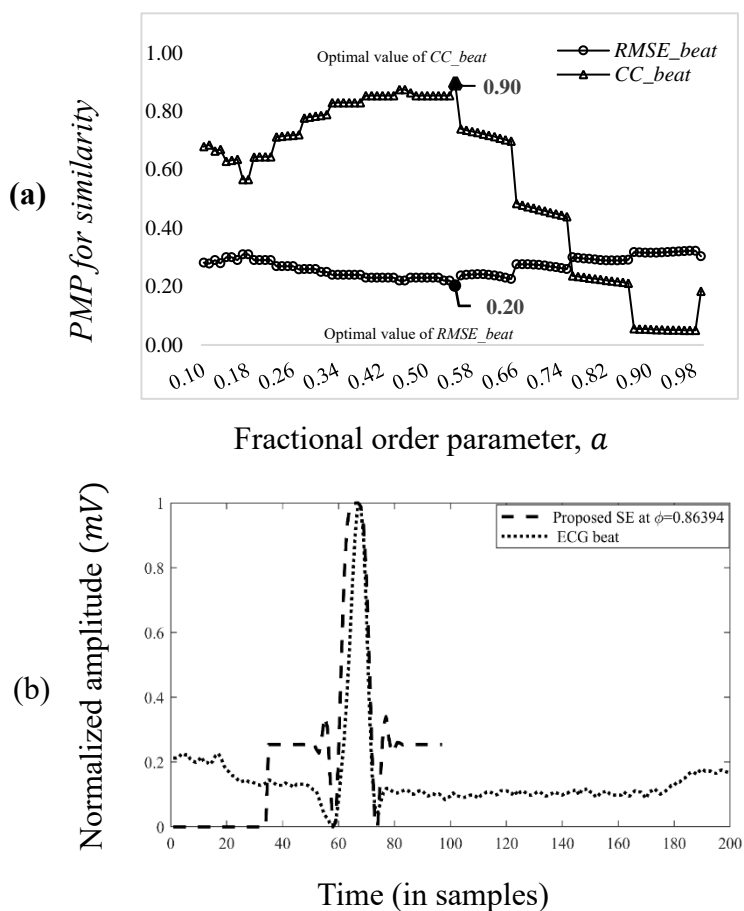 (a)
PMP for similarity
1.00
0.80
0.60
0.40
0.20
0.00
Optimal value of CC_beat
0.90
RMSE_beat
CC_beat
0.20
Optimal value of RMSE_beat
0.10 0.18 0.26 0.34 0.42 0.50 0.58 0.66 0.74 0.82 0.90 0.98
Fractional order parameter, a
(b)
Normalized amplitude (mV)
1
0.8
0.6
0.4
0.2
0
Proposed SE at ϕ=0.86394
ECG beat
0 20 40 60 80 100 120 140 160 180 200
Time (in samples)